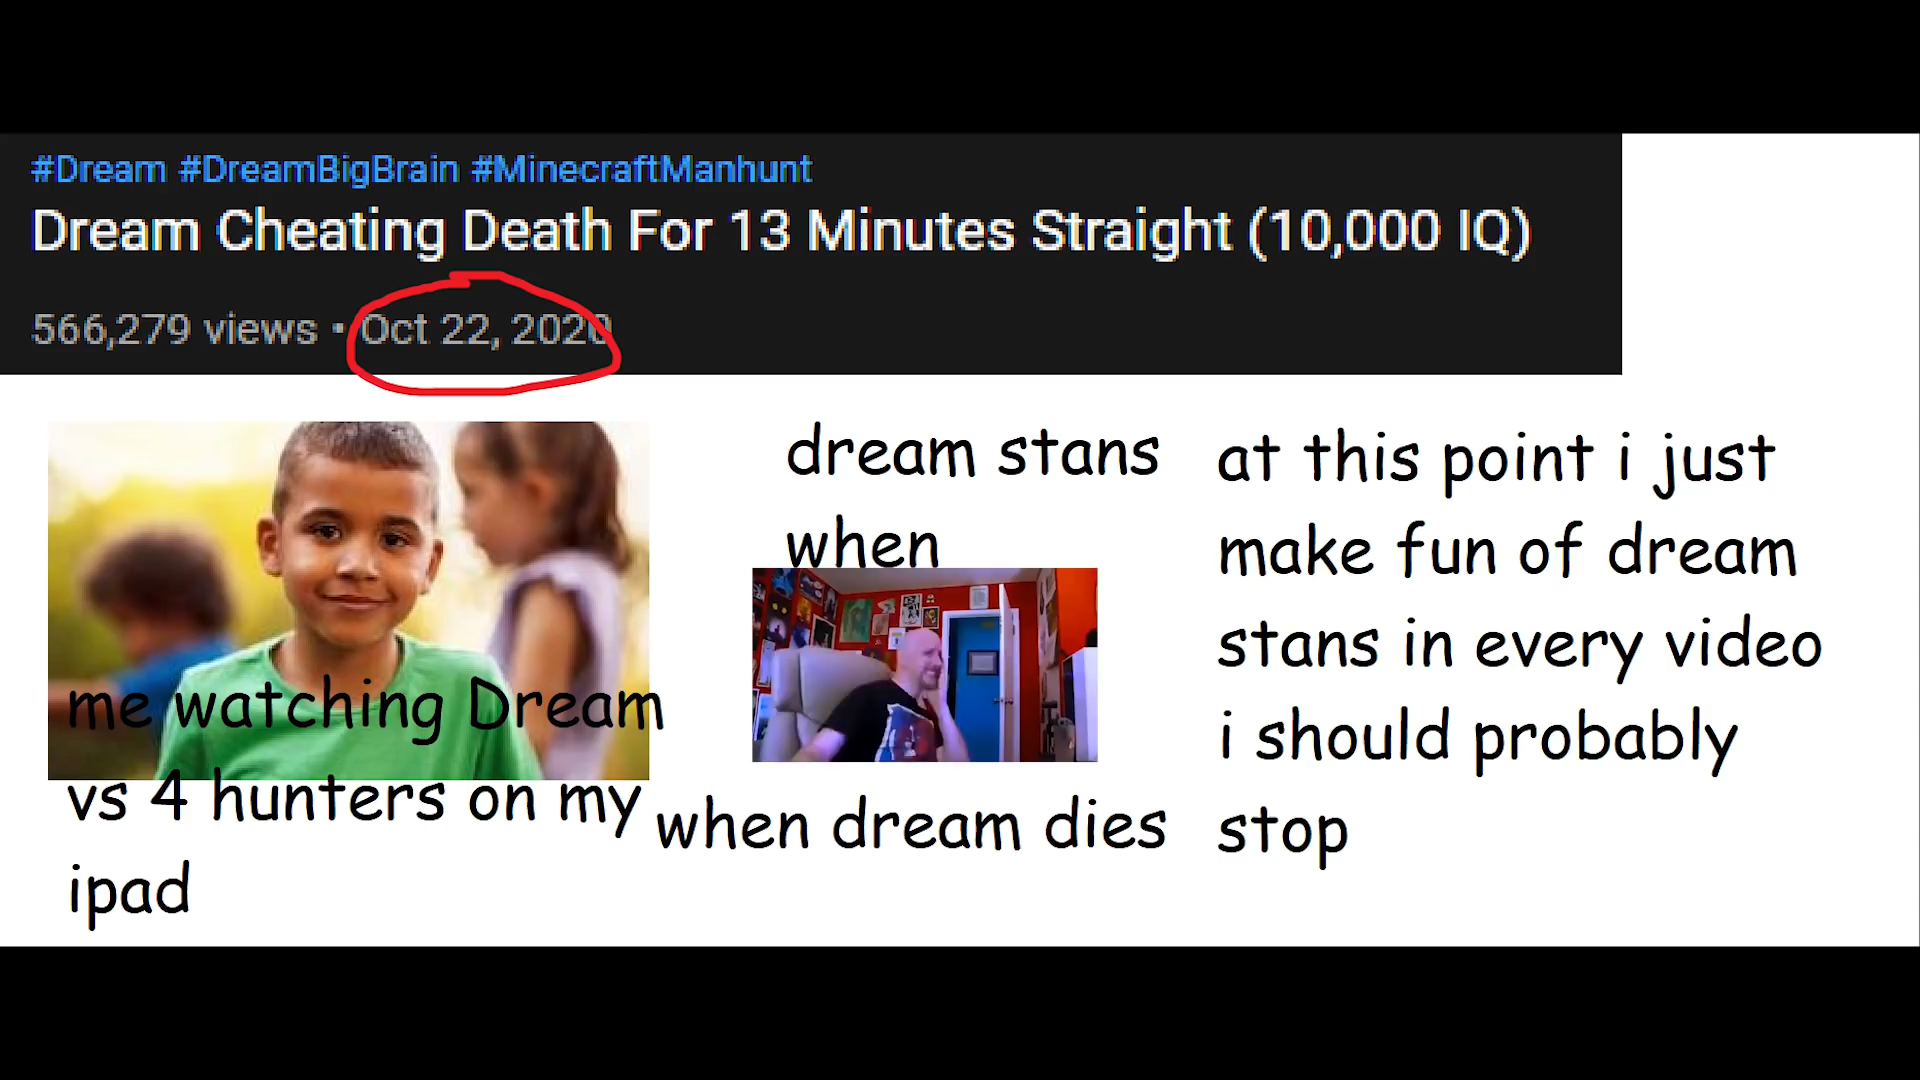 #Dream #DreamBigBrain #MinecraftManhunt
Dream Cheating Death For 13 Minutes Straight (10,000 IQ)
566,279 views • Oct 22, 2020
me watching Dream
vs 4 hunters on my
ipad
dream stans
when
when dream dies
at this point i just
make fun of dream
stans in every video
i should probably
stop